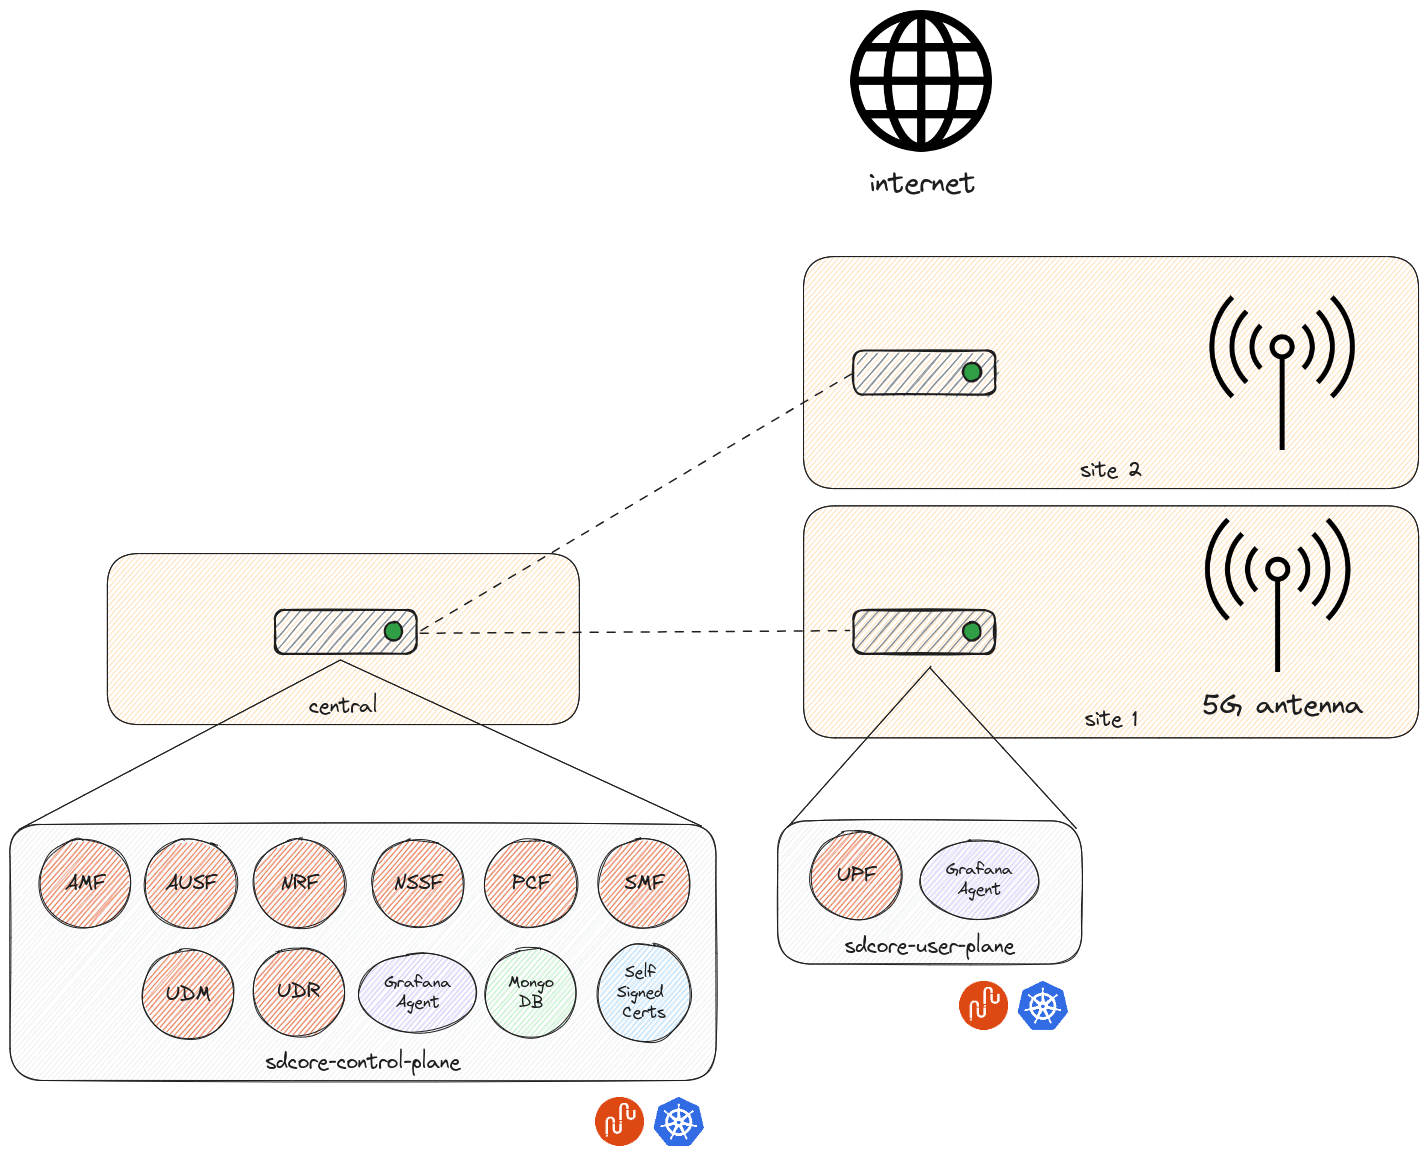 internet
site 2
central
5G antenna
site 1
AMF
AUSF
NRF
NSSF
PCF
SMF
UDM
UDR
Grafana
Agent
Mongo
DB
Self
Signed
Certs
sdcore-control-plane
UPF
Grafana
Agent
sdcore-user-plane